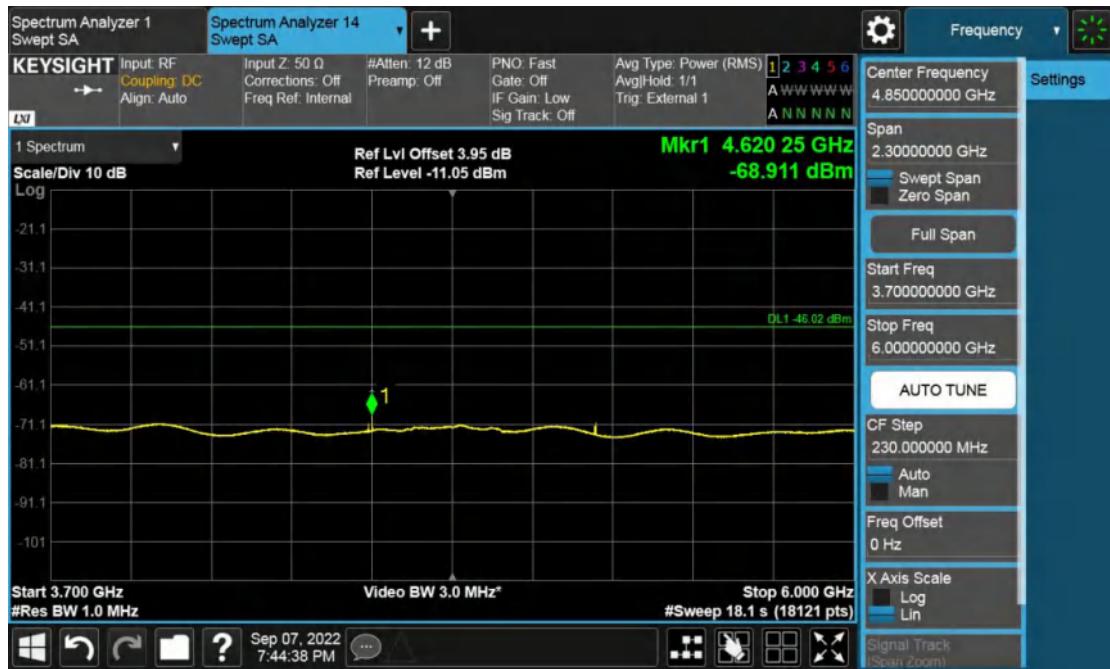 Spectrum Analyzer 1
Swept SA
Spectrum Analyzer 14
Swept SA
Frequency
KEYSIGHT
LXI
Input: RF
Coupling: DC
Align: Auto
Input Z: 50 Ω
Corrections: Off
Freq Ref: Internal
#Atten: 12 dB
Preamp: Off
PNO: Fast
Gate: Off
IF Gain: Low
Sig Track: Off
Avg Type: Power (RMS)
Avg|Hold: 1/1
Trig: External 1
1 2 3 4 5 6
A W W W W W
A N N N N N
1 Spectrum
Scale/Div 10 dB
Log
Ref Lvl Offset 3.95 dB
Ref Level -11.05 dBm
Mkr1 4.620 25 GHz
-68.911 dBm
-21.1
-31.1
-41.1
DL1 -46.02 dBm
-51.1
-61.1
1
-71.1
-81.1
-91.1
-101
Start 3.700 GHz
#Res BW 1.0 MHz
Video BW 3.0 MHz*
Stop 6.000 GHz
#Sweep 18.1 s (18121 pts)
Sep 07, 2022
7:44:38 PM
Center Frequency
4.850000000 GHz
Settings
Span
2.30000000 GHz
Swept Span
Zero Span
Full Span
Start Freq
3.700000000 GHz
Stop Freq
6.000000000 GHz
AUTO TUNE
CF Step
230.000000 MHz
Auto
Man
Freq Offset
0 Hz
X Axis Scale
Log
Lin
Signal Track
(Span Zoom)